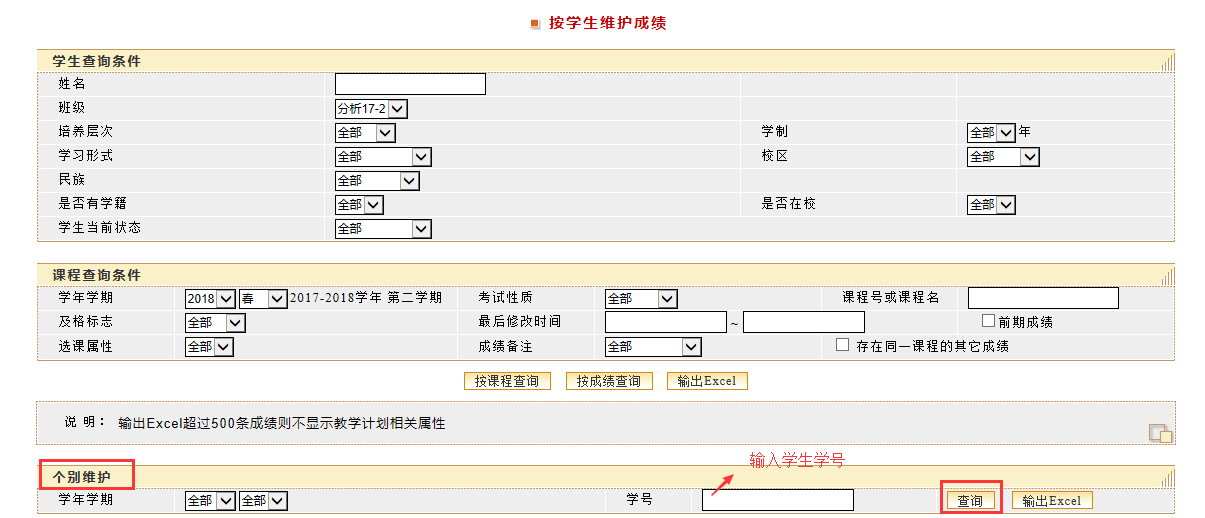 按学生维护成绩
学生查询条件
姓名
班级 分析17-2
培养层次 全部 学制 全部 年
学习形式 全部 校区 全部
民族 全部
是否有学籍 全部 是否在校 全部
学生当前状态 全部
课程查询条件
学年学期 2018 春 2017-2018学年 第二学期 考试性质 全部 课程号或课程名
及格标志 全部 最后修改时间 ~ 前期成绩
选课属性 全部 成绩备注 全部 存在同一课程的其它成绩
按课程查询 按成绩查询 输出Excel
说 明： 输出Excel超过500条成绩则不显示教学计划相关属性
输入学生学号
个别维护
学年学期 全部 全部 学号 查询 输出Excel